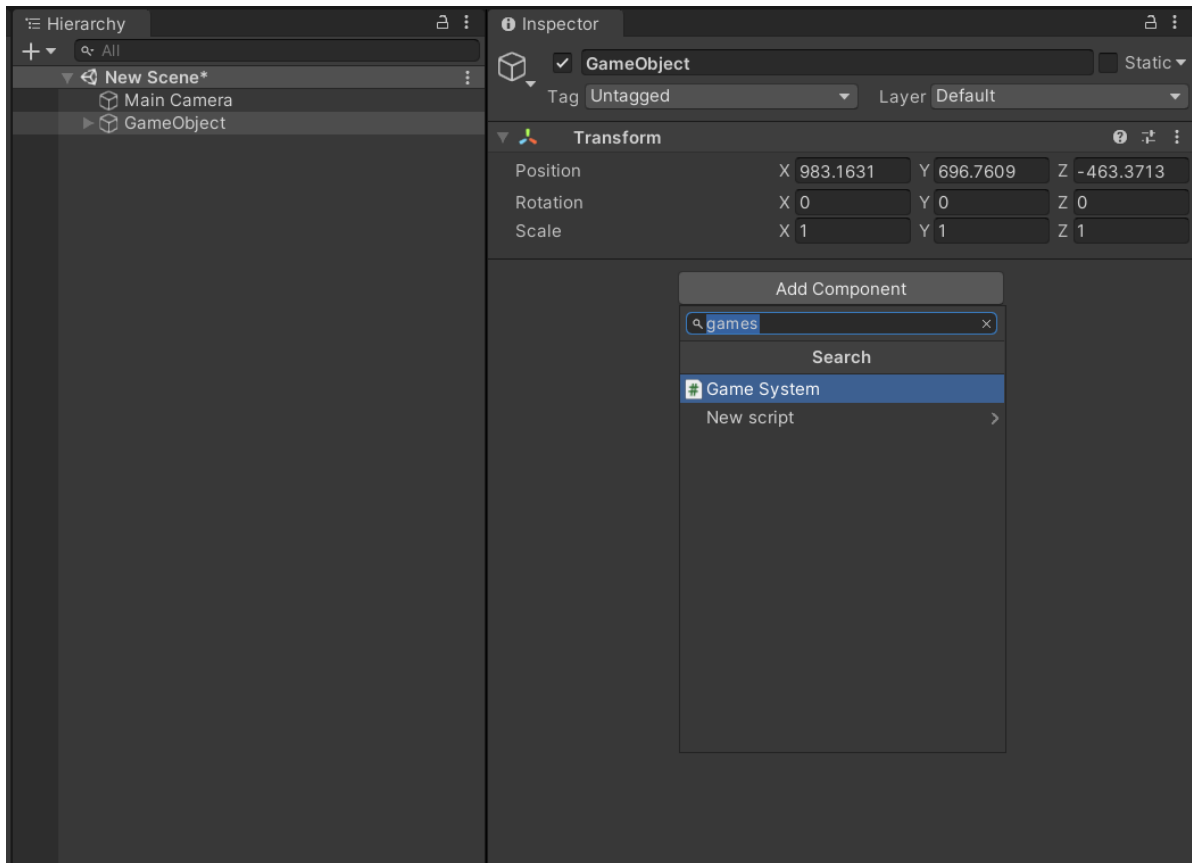 Hierarchy
All
New Scene*
Main Camera
GameObject
Inspector
GameObject
Static
Tag Untagged Layer Default
Transform
Position X 983.1631 Y 696.7609 Z -463.3713
Rotation X 0 Y 0 Z 0
Scale X 1 Y 1 Z 1
Add Component
games
Search
Game System
New script